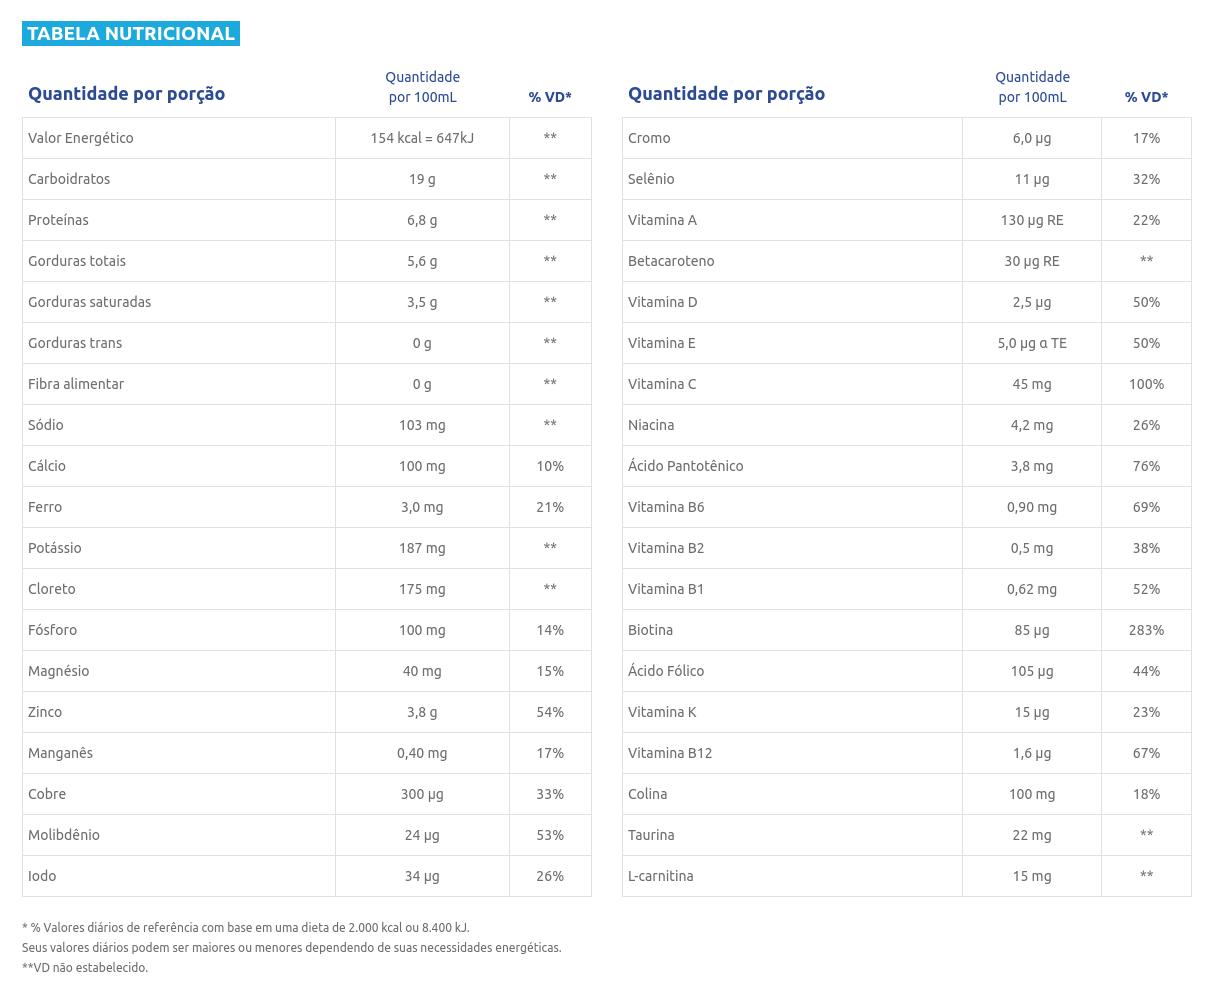 TABELA NUTRICIONAL
Quantidade por porção Quantidade por 100mL % VD*
Valor Energético 154 kcal = 647kJ **
Carboidratos 19 g **
Proteínas 6,8 g **
Gorduras totais 5,6 g **
Gorduras saturadas 3,5 g **
Gorduras trans 0 g **
Fibra alimentar 0 g **
Sódio 103 mg **
Cálcio 100 mg 10%
Ferro 3,0 mg 21%
Potássio 187 mg **
Cloreto 175 mg **
Fósforo 100 mg 14%
Magnésio 40 mg 15%
Zinco 3,8 g 54%
Manganês 0,40 mg 17%
Cobre 300 µg 33%
Molibdênio 24 µg 53%
Iodo 34 µg 26%
Quantidade por porção Quantidade por 100mL % VD*
Cromo 6,0 µg 17%
Selênio 11 µg 32%
Vitamina A 130 µg RE 22%
Betacaroteno 30 µg RE **
Vitamina D 2,5 µg 50%
Vitamina E 5,0 µg α TE 50%
Vitamina C 45 mg 100%
Niacina 4,2 mg 26%
Ácido Pantotênico 3,8 mg 76%
Vitamina B6 0,90 mg 69%
Vitamina B2 0,5 mg 38%
Vitamina B1 0,62 mg 52%
Biotina 85 µg 283%
Ácido Fólico 105 µg 44%
Vitamina K 15 µg 23%
Vitamina B12 1,6 µg 67%
Colina 100 mg 18%
Taurina 22 mg **
L-carnitina 15 mg **
* % Valores diários de referência com base em uma dieta de 2.000 kcal ou 8.400 kJ.
Seus valores diários podem ser maiores ou menores dependendo de suas necessidades energéticas.
**VD não estabelecido.